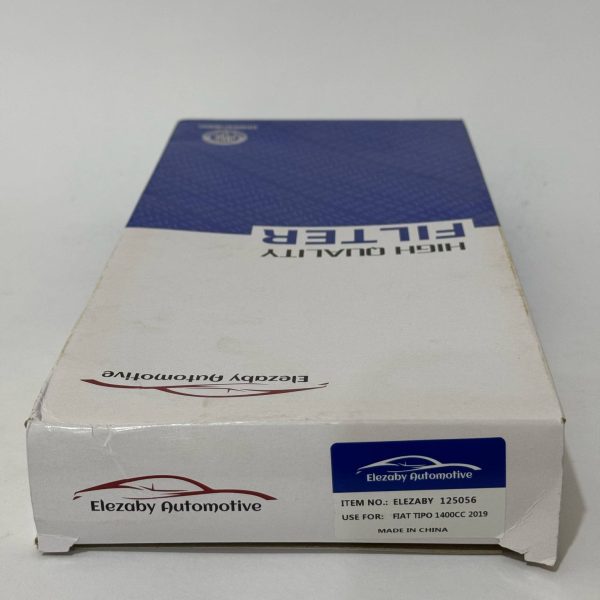 HIGH QUALITY
FILTER
Elezaby Automotive
Elezaby Automotive
Elezaby Automotive
ITEM NO.: ELEZABY 125056
USE FOR: FIAT TIPO 1400CC 2019
MADE IN CHINA